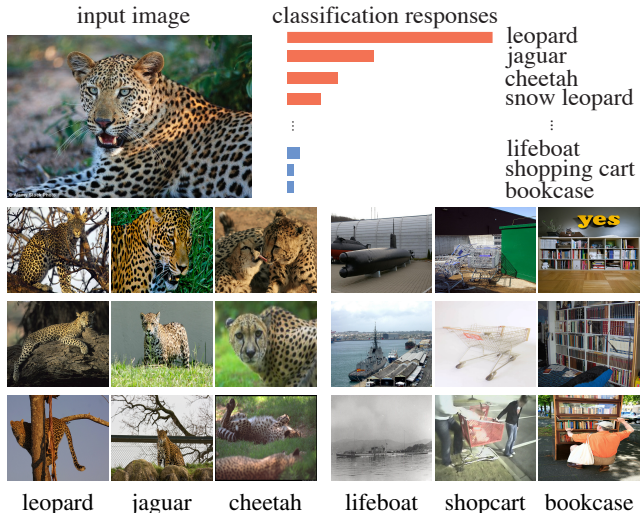 input image
classification responses
leopard
jaguar
cheetah
snow leopard
lifeboat
shopping cart
bookcase
yes
leopard
jaguar
cheetah
lifeboat
shopcart
bookcase